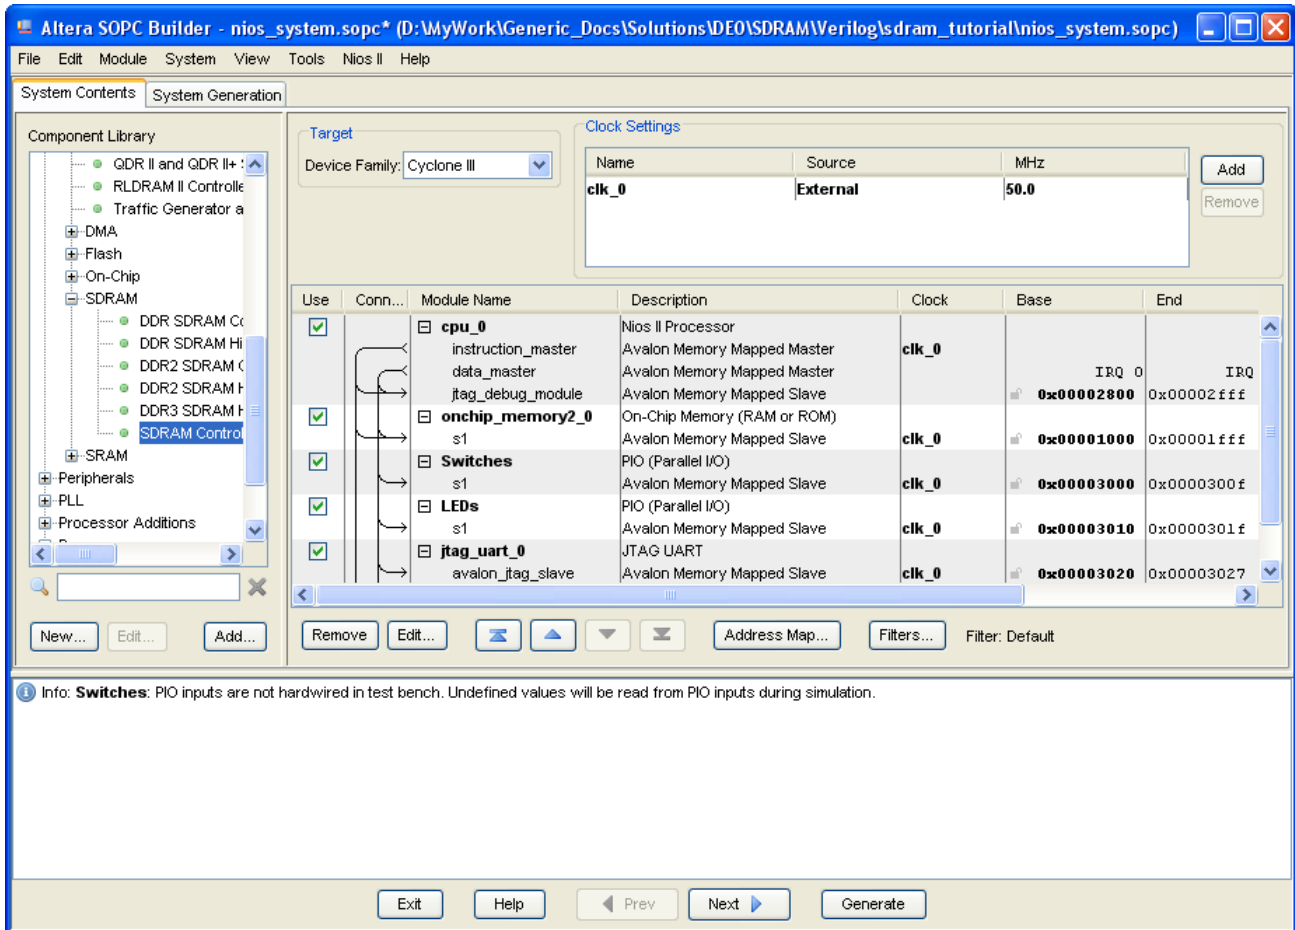 Altera SOPC Builder - nios_system.sopc* (D:\MyWork\Generic_Docs\Solutions\DE0\SDRAM\Verilog\sdram_tutorial\nios_system.sopc)
File Edit Module System View Tools Nios II Help
System Contents System Generation
Component Library
QDR II and QDR II+
RLDRAM II Controlle
Traffic Generator a
DMA
Flash
On-Chip
SDRAM
DDR SDRAM Co
DDR SDRAM Hi
DDR2 SDRAM
DDR2 SDRAM H
DDR3 SDRAM H
SDRAM Control
SRAM
Peripherals
PLL
Processor Additions
New... Edit... Add...
Target
Device Family: Cyclone III
Clock Settings
Name Source MHz
clk_0 External 50.0
Add
Remove
Use Conn... Module Name Description Clock Base End
cpu_0 Nios II Processor
instruction_master Avalon Memory Mapped Master clk_0
data_master Avalon Memory Mapped Master IRQ 0 IRQ
jtag_debug_module Avalon Memory Mapped Slave 0x00002800 0x00002fff
onchip_memory2_0 On-Chip Memory (RAM or ROM)
s1 Avalon Memory Mapped Slave clk_0 0x00001000 0x00001fff
Switches PIO (Parallel I/O)
s1 Avalon Memory Mapped Slave clk_0 0x00003000 0x0000300f
LEDs PIO (Parallel I/O)
s1 Avalon Memory Mapped Slave clk_0 0x00003010 0x0000301f
jtag_uart_0 JTAG UART
avalon_jtag_slave Avalon Memory Mapped Slave clk_0 0x00003020 0x00003027
Remove Edit... Address Map... Filters... Filter: Default
Info: Switches: PIO inputs are not hardwired in test bench. Undefined values will be read from PIO inputs during simulation.
Exit Help Prev Next Generate